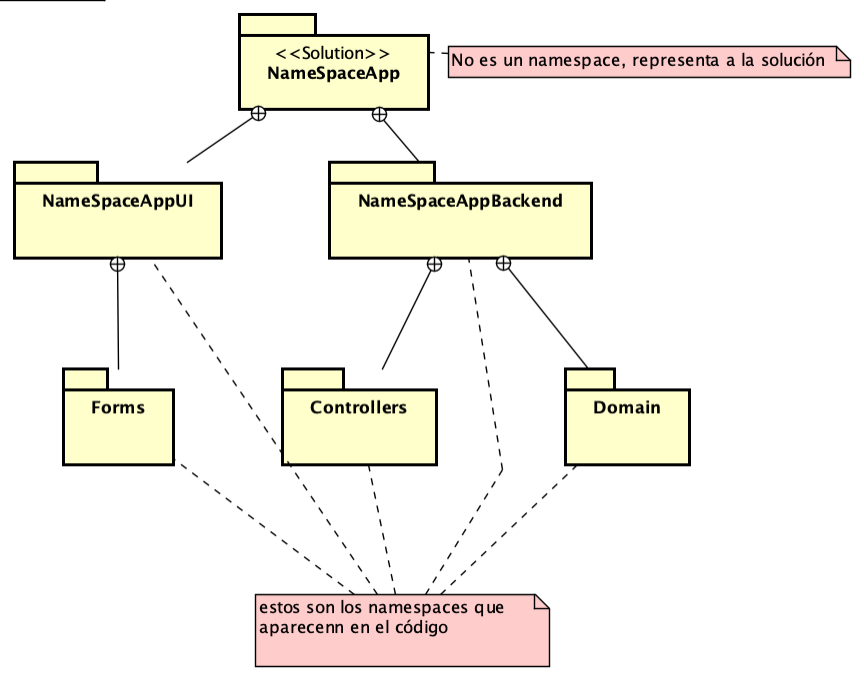 <<Solution>>
NameSpaceApp
No es un namespace, representa a la solución
NameSpaceAppUI
NameSpaceAppBackend
Forms
Controllers
Domain
estos son los namespaces que
aparecenn en el código